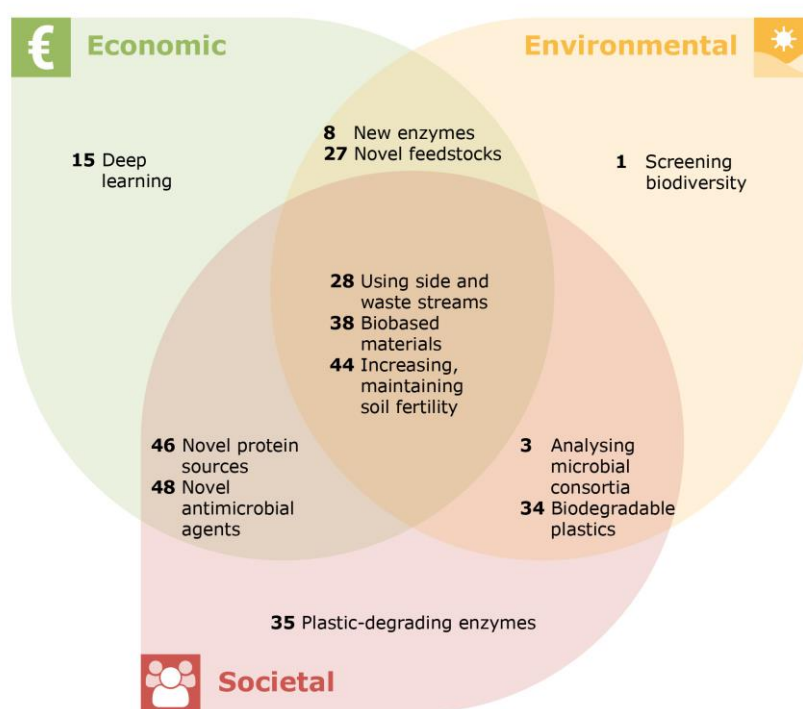 € Economic
Environmental
8 New enzymes
27 Novel feedstocks
15 Deep
learning
1 Screening
biodiversity
28 Using side and
waste streams
38 Biobased
materials
44 Increasing,
maintaining
soil fertility
46 Novel protein
sources
48 Novel
antimicrobial
agents
3 Analysing
microbial
consortia
34 Biodegradable
plastics
35 Plastic-degrading enzymes
Societal